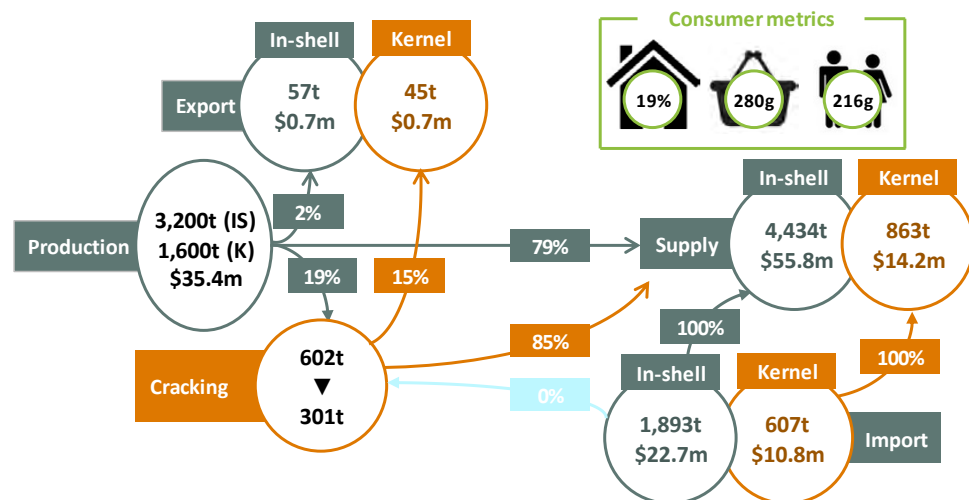 Consumer metrics
19%
280g
216g
In-shell
Kernel
Export
57t
$0.7m
45t
$0.7m
2%
Production
3,200t (IS)
1,600t (K)
$35.4m
19%
15%
79%
In-shell
Kernel
Supply
4,434t
$55.8m
863t
$14.2m
Cracking
602t
▼
301t
85%
0%
100%
100%
In-shell
Kernel
1,893t
$22.7m
607t
$10.8m
Import